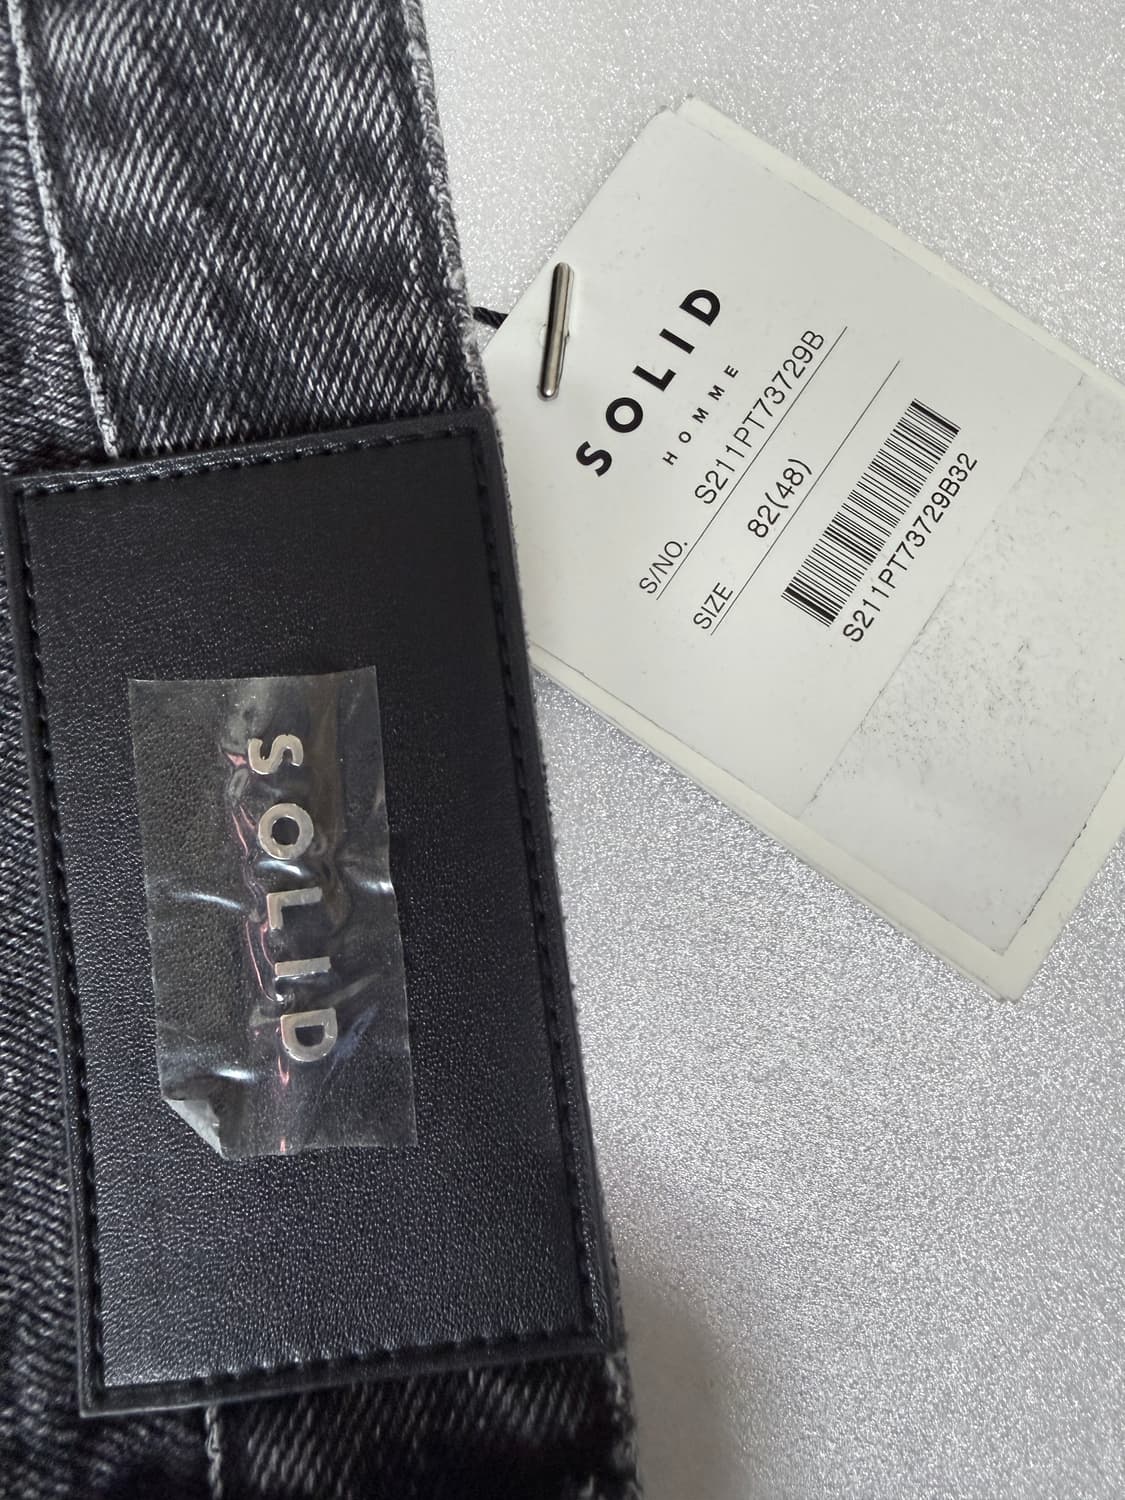 SOLID
HOMME
S/NO. S211PT73729B
SIZE 82(48)
S211PT73729B32
SOLID